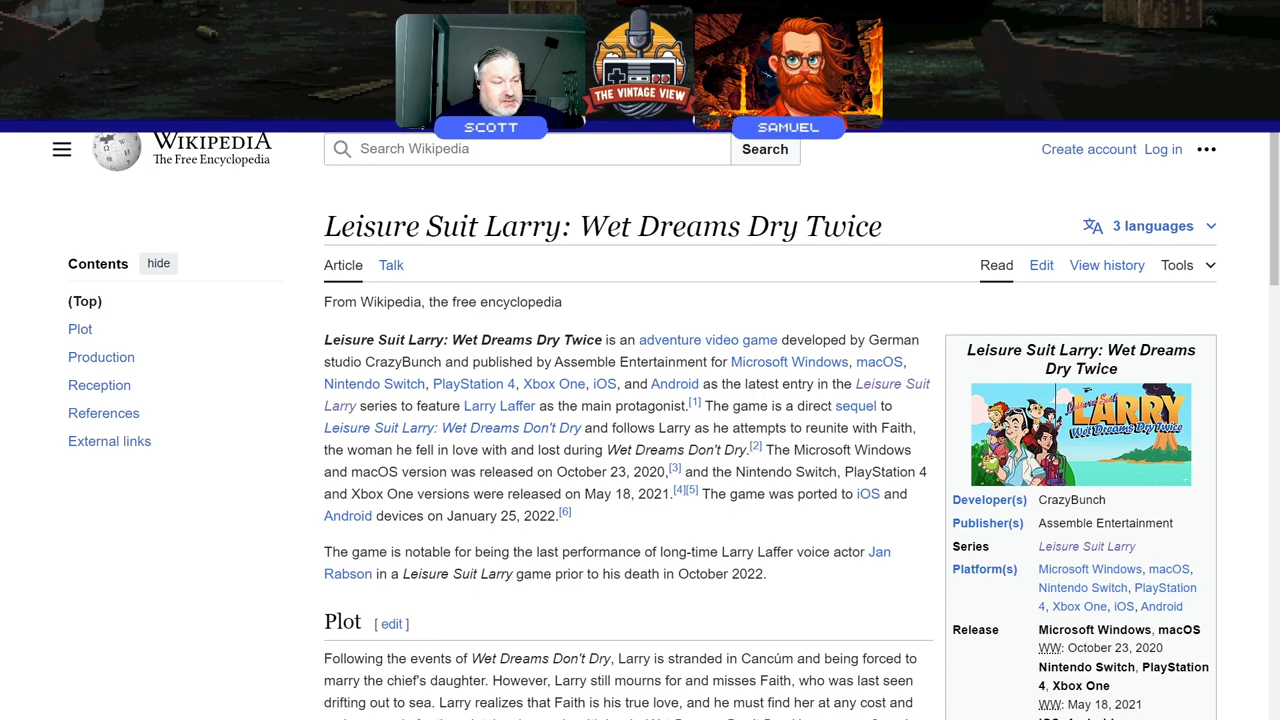 THE VINTAGE VIEW
SCOTT
SAMUEL
WIKIPEDIA
The Free Encyclopedia
Search Wikipedia
Search
Create account Log in
Leisure Suit Larry: Wet Dreams Dry Twice
3 languages
Contents hide
(Top)
Plot
Production
Reception
References
External links
Article Talk
Read Edit View history Tools
From Wikipedia, the free encyclopedia
Leisure Suit Larry: Wet Dreams Dry Twice is an adventure video game developed by German
studio CrazyBunch and published by Assemble Entertainment for Microsoft Windows, macOS,
Nintendo Switch, PlayStation 4, Xbox One, iOS, and Android as the latest entry in the Leisure Suit
Larry series to feature Larry Laffer as the main protagonist.[1] The game is a direct sequel to
Leisure Suit Larry: Wet Dreams Don't Dry and follows Larry as he attempts to reunite with Faith,
the woman he fell in love with and lost during Wet Dreams Don't Dry.[2] The Microsoft Windows
and macOS version was released on October 23, 2020,[3] and the Nintendo Switch, PlayStation 4
and Xbox One versions were released on May 18, 2021.[4][5] The game was ported to iOS and
Android devices on January 25, 2022.[6]
The game is notable for being the last performance of long-time Larry Laffer voice actor Jan
Rabson in a Leisure Suit Larry game prior to his death in October 2022.
Plot [ edit ]
Following the events of Wet Dreams Don't Dry, Larry is stranded in Cancúm and being forced to
marry the chief's daughter. However, Larry still mourns for and misses Faith, who was last seen
drifting out to sea. Larry realizes that Faith is his true love, and he must find her at any cost and
Leisure Suit Larry: Wet Dreams
Dry Twice
Leisure Suit
LARRY
Wet Dreams Dry Twice
Developer(s) CrazyBunch
Publisher(s) Assemble Entertainment
Series Leisure Suit Larry
Platform(s) Microsoft Windows, macOS,
Nintendo Switch, PlayStation
4, Xbox One, iOS, Android
Release Microsoft Windows, macOS
WW: October 23, 2020
Nintendo Switch, PlayStation
4, Xbox One
WW: May 18, 2021